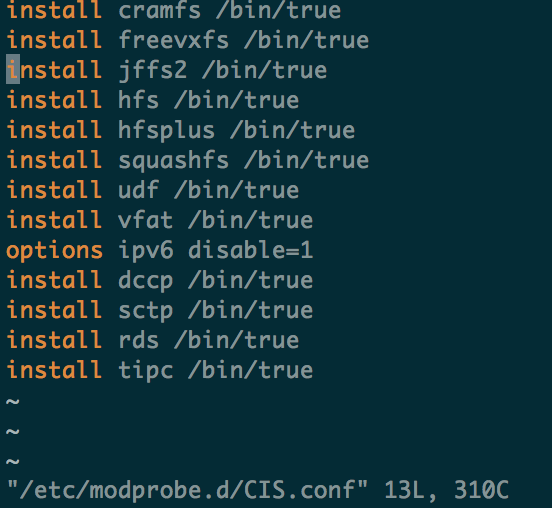 install cramfs /bin/true
install freevxfs /bin/true
install jffs2 /bin/true
install hfs /bin/true
install hfsplus /bin/true
install squashfs /bin/true
install udf /bin/true
install vfat /bin/true
options ipv6 disable=1
install dccp /bin/true
install sctp /bin/true
install rds /bin/true
install tipc /bin/true
~
~
~
"/etc/modprobe.d/CIS.conf" 13L, 310C